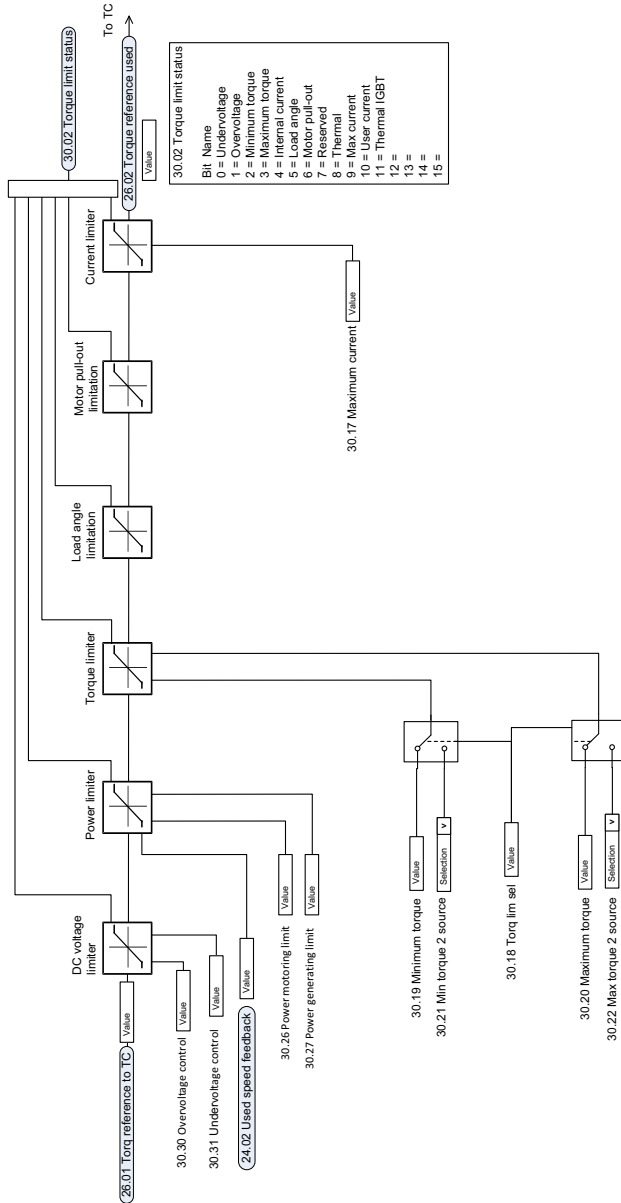 26.01 Torq reference to TC
Value
30.30 Overvoltage control
Value
30.31 Undervoltage control
Value
24.02 Used speed feedback
Value
30.26 Power motoring limit
Value
30.27 Power generating limit
Value
30.19 Minimum torque
Value
30.21 Min torque 2 source
Selection
v
30.18 Torq lim sel
Value
30.20 Maximum torque
Value
30.22 Max torque 2 source
Selection
v
DC voltage
limiter
Power limiter
Torque limiter
Load angle
limitation
Motor pull-out
limitation
Current limiter
30.17 Maximum current
Value
30.02 Torque limit status
26.02 Torque reference used
Value
To TC
30.02 Torque limit status
Bit Name
0 = Undervoltage
1 = Overvoltage
2 = Minimum torque
3 = Maximum torque
4 = Internal current
5 = Load angle
6 = Motor pull-out
7 = Reserved
8 = Thermal
9 = Max current
10 = User current
11 = Thermal IGBT
12 =
13 =
14 =
15 =